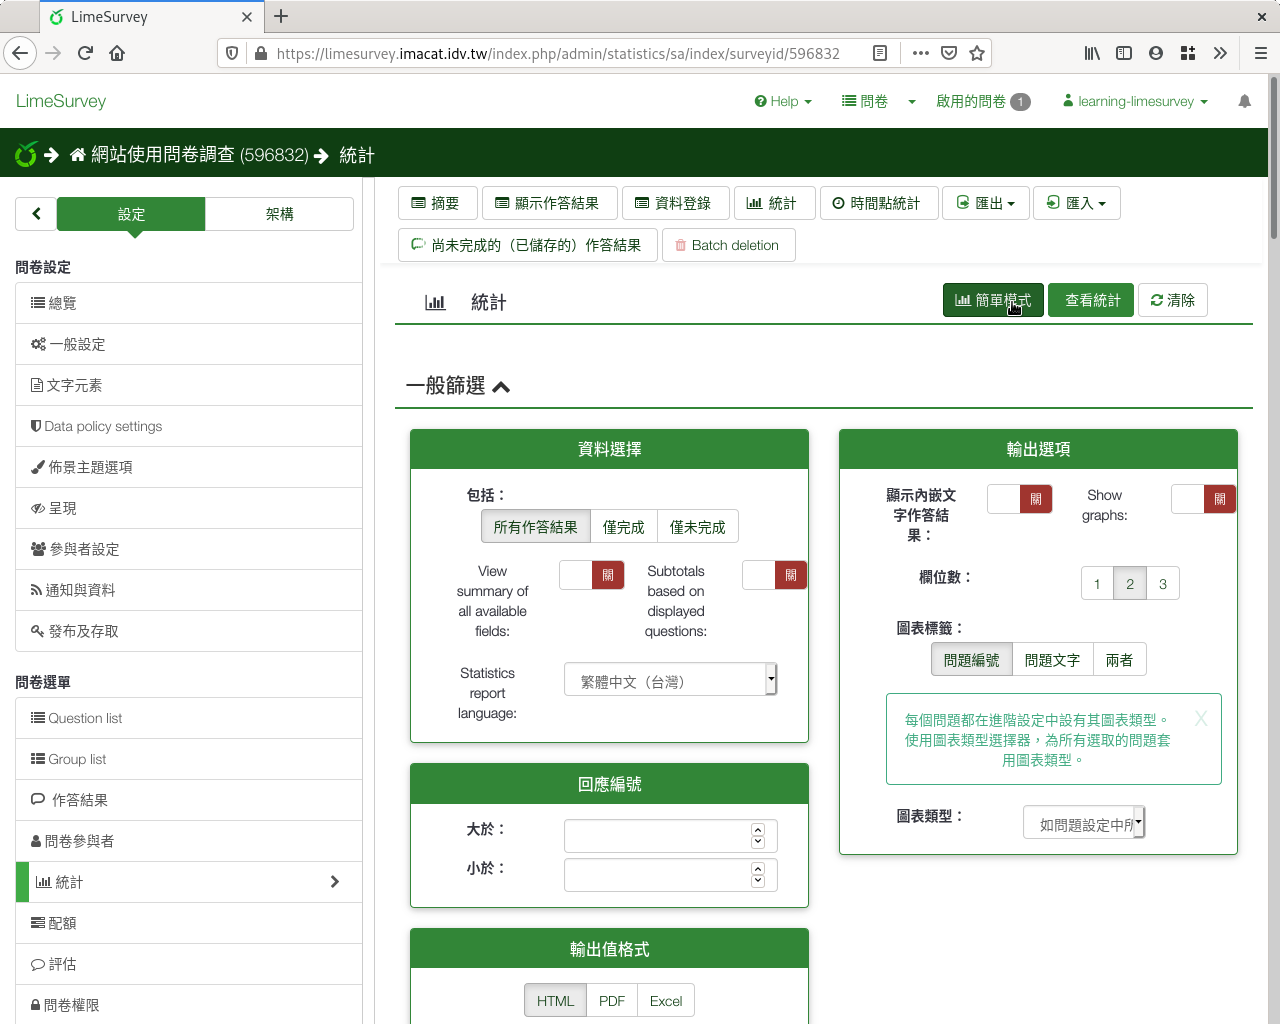 LimeSurvey
https://limesurvey.imacat.idv.tw/index.php/admin/statistics/sa/index/surveyid/596832
LimeSurvey
Help
問卷
啟用的問卷 1
learning-limesurvey
網站使用問卷調查 (596832)
統計
設定
架構
問卷設定
總覽
一般設定
文字元素
Data policy settings
佈景主題選項
呈現
參與者設定
通知與資料
發布及存取
問卷選單
Question list
Group list
作答結果
問卷參與者
統計
配額
評估
問卷權限
摘要
顯示作答結果
資料登錄
統計
時間點統計
匯出
匯入
尚未完成的（已儲存的）作答結果
Batch deletion
統計
簡單模式
查看統計
清除
一般篩選
資料選擇
包括：
所有作答結果
僅完成
僅未完成
View
summary of
all available
fields:
關
Subtotals
based on
displayed
questions:
關
Statistics
report
language:
繁體中文（台灣）
回應編號
大於：
小於：
輸出值格式
HTML
PDF
Excel
輸出選項
顯示內嵌文
字作答結
果：
關
Show
graphs:
關
欄位數：
1
2
3
圖表標籤：
問題編號
問題文字
兩者
每個問題都在進階設定中設有其圖表類型。
使用圖表類型選擇器，為所有選取的問題套
用圖表類型。
X
圖表類型：
如問題設定中所